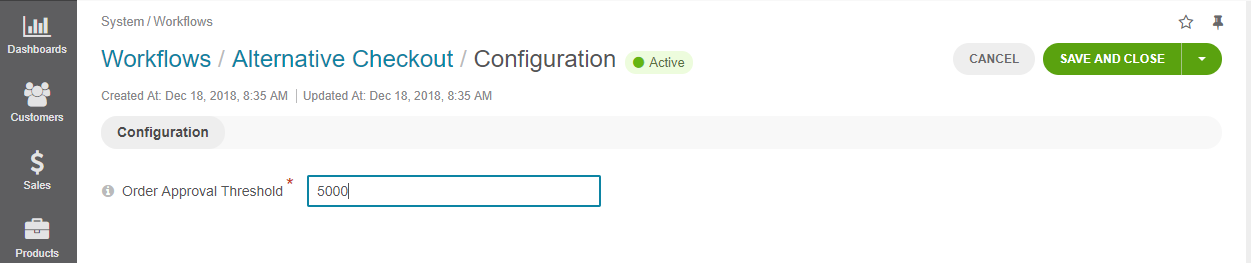 System / Workflows
Workflows / Alternative Checkout / Configuration Active
CANCEL
SAVE AND CLOSE
Created At: Dec 18, 2018, 8:35 AM | Updated At: Dec 18, 2018, 8:35 AM
Configuration
Order Approval Threshold * 5000
Dashboards
Customers
$
Sales
Products